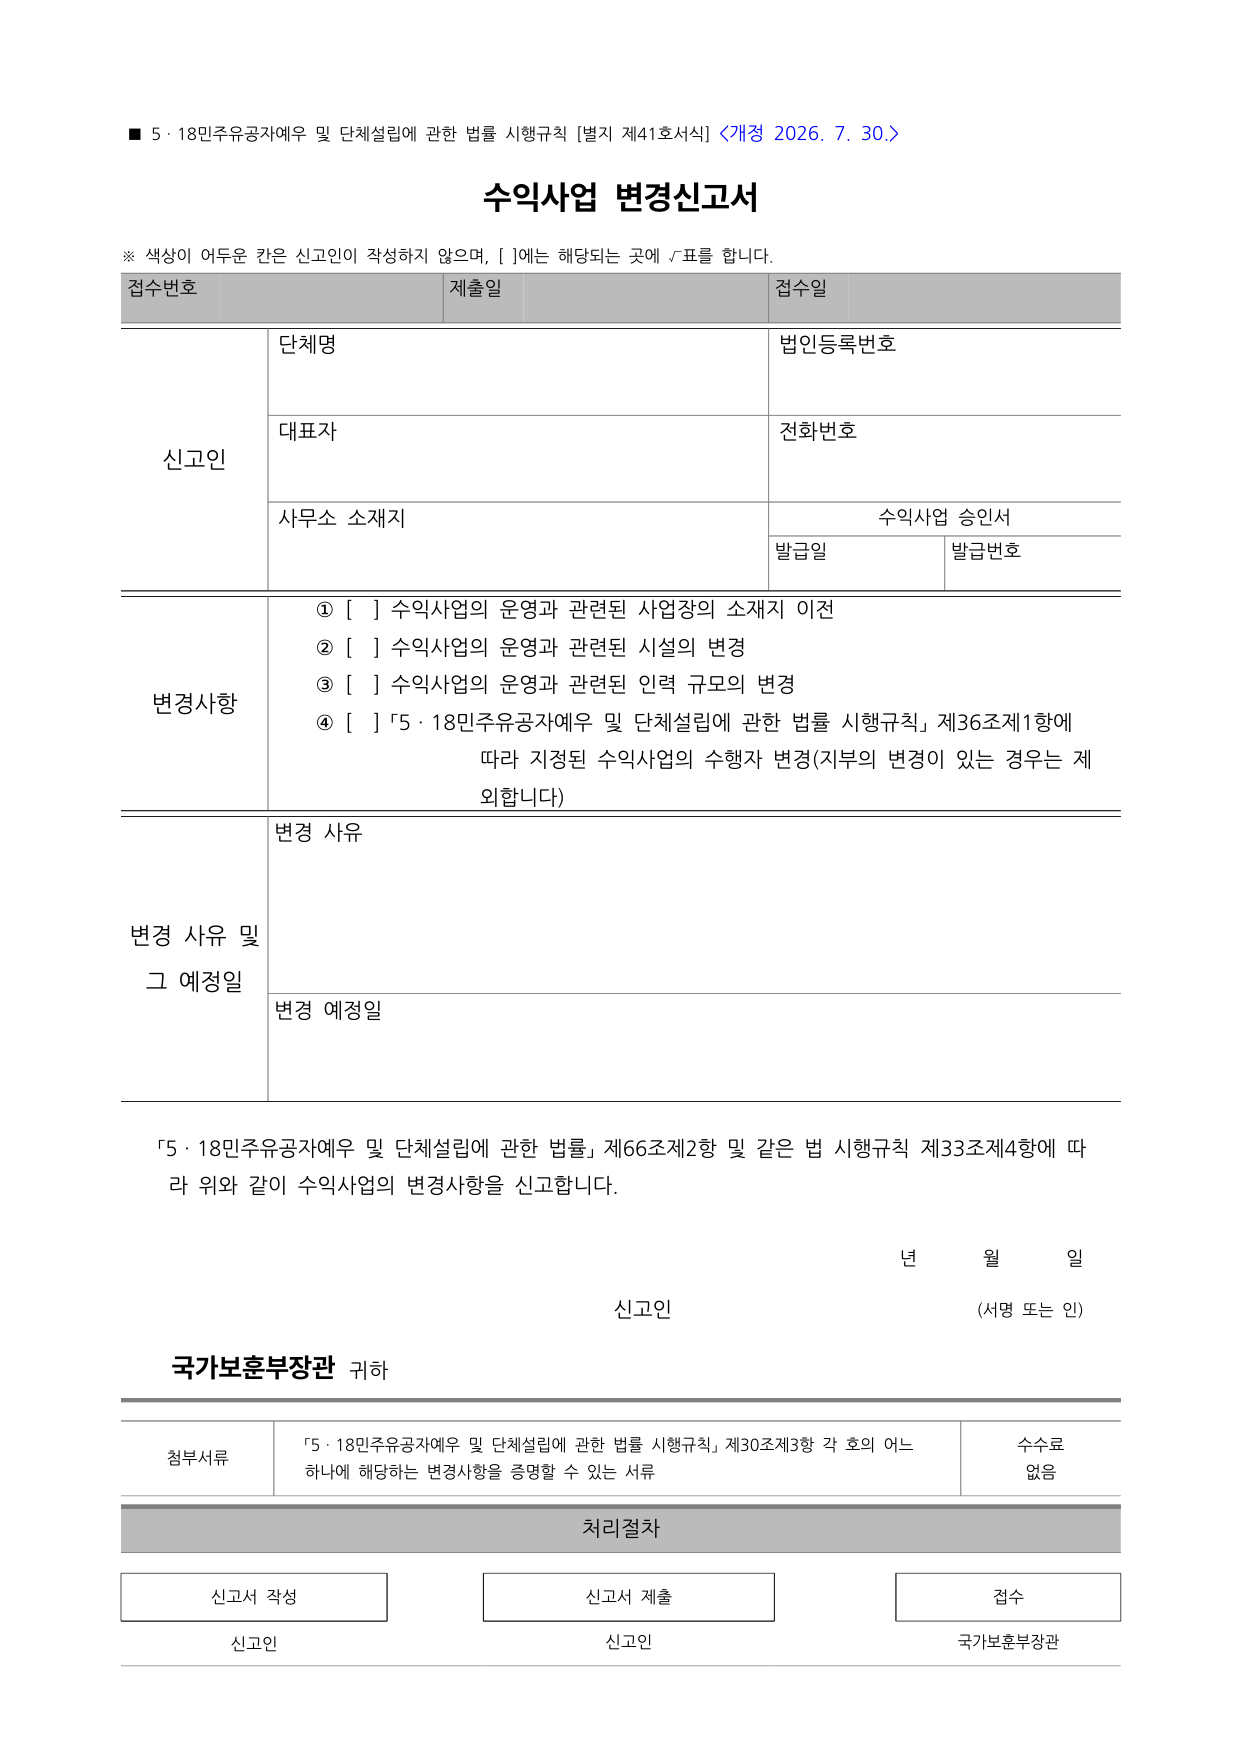 ■ 5ㆍ18민주유공자예우 및 단체설립에 관한 법률 시행규칙 [별지 제41호서식] <개정 2026. 7. 30.>
수익사업 변경신고서
※ 색상이 어두운 칸은 신고인이 작성하지 않으며, [ ]에는 해당되는 곳에 √표를 합니다.
접수번호 제출일 접수일
신고인
단체명 법인등록번호
대표자 전화번호
사무소 소재지
수익사업 승인서
발급일 발급번호
변경사항
① [ ] 수익사업의 운영과 관련된 사업장의 소재지 이전
② [ ] 수익사업의 운영과 관련된 시설의 변경
③ [ ] 수익사업의 운영과 관련된 인력 규모의 변경
④ [ ]「5ㆍ18민주유공자예우 및 단체설립에 관한 법률 시행규칙」 제36조제1항에
따라 지정된 수익사업의 수행자 변경(지부의 변경이 있는 경우는 제
외합니다)
변경 사유 및
그 예정일
변경 사유
변경 예정일
「5ㆍ18민주유공자예우 및 단체설립에 관한 법률」 제66조제2항 및 같은 법 시행규칙 제33조제4항에 따
라 위와 같이 수익사업의 변경사항을 신고합니다.
년 월 일
신고인 (서명 또는 인)
국가보훈부장관 귀하
첨부서류
「5ㆍ18민주유공자예우 및 단체설립에 관한 법률 시행규칙」 제30조제3항 각 호의 어느
하나에 해당하는 변경사항을 증명할 수 있는 서류
수수료
없음
처리절차
신고서 작성 신고서 제출 접수
신고인 신고인 국가보훈부장관